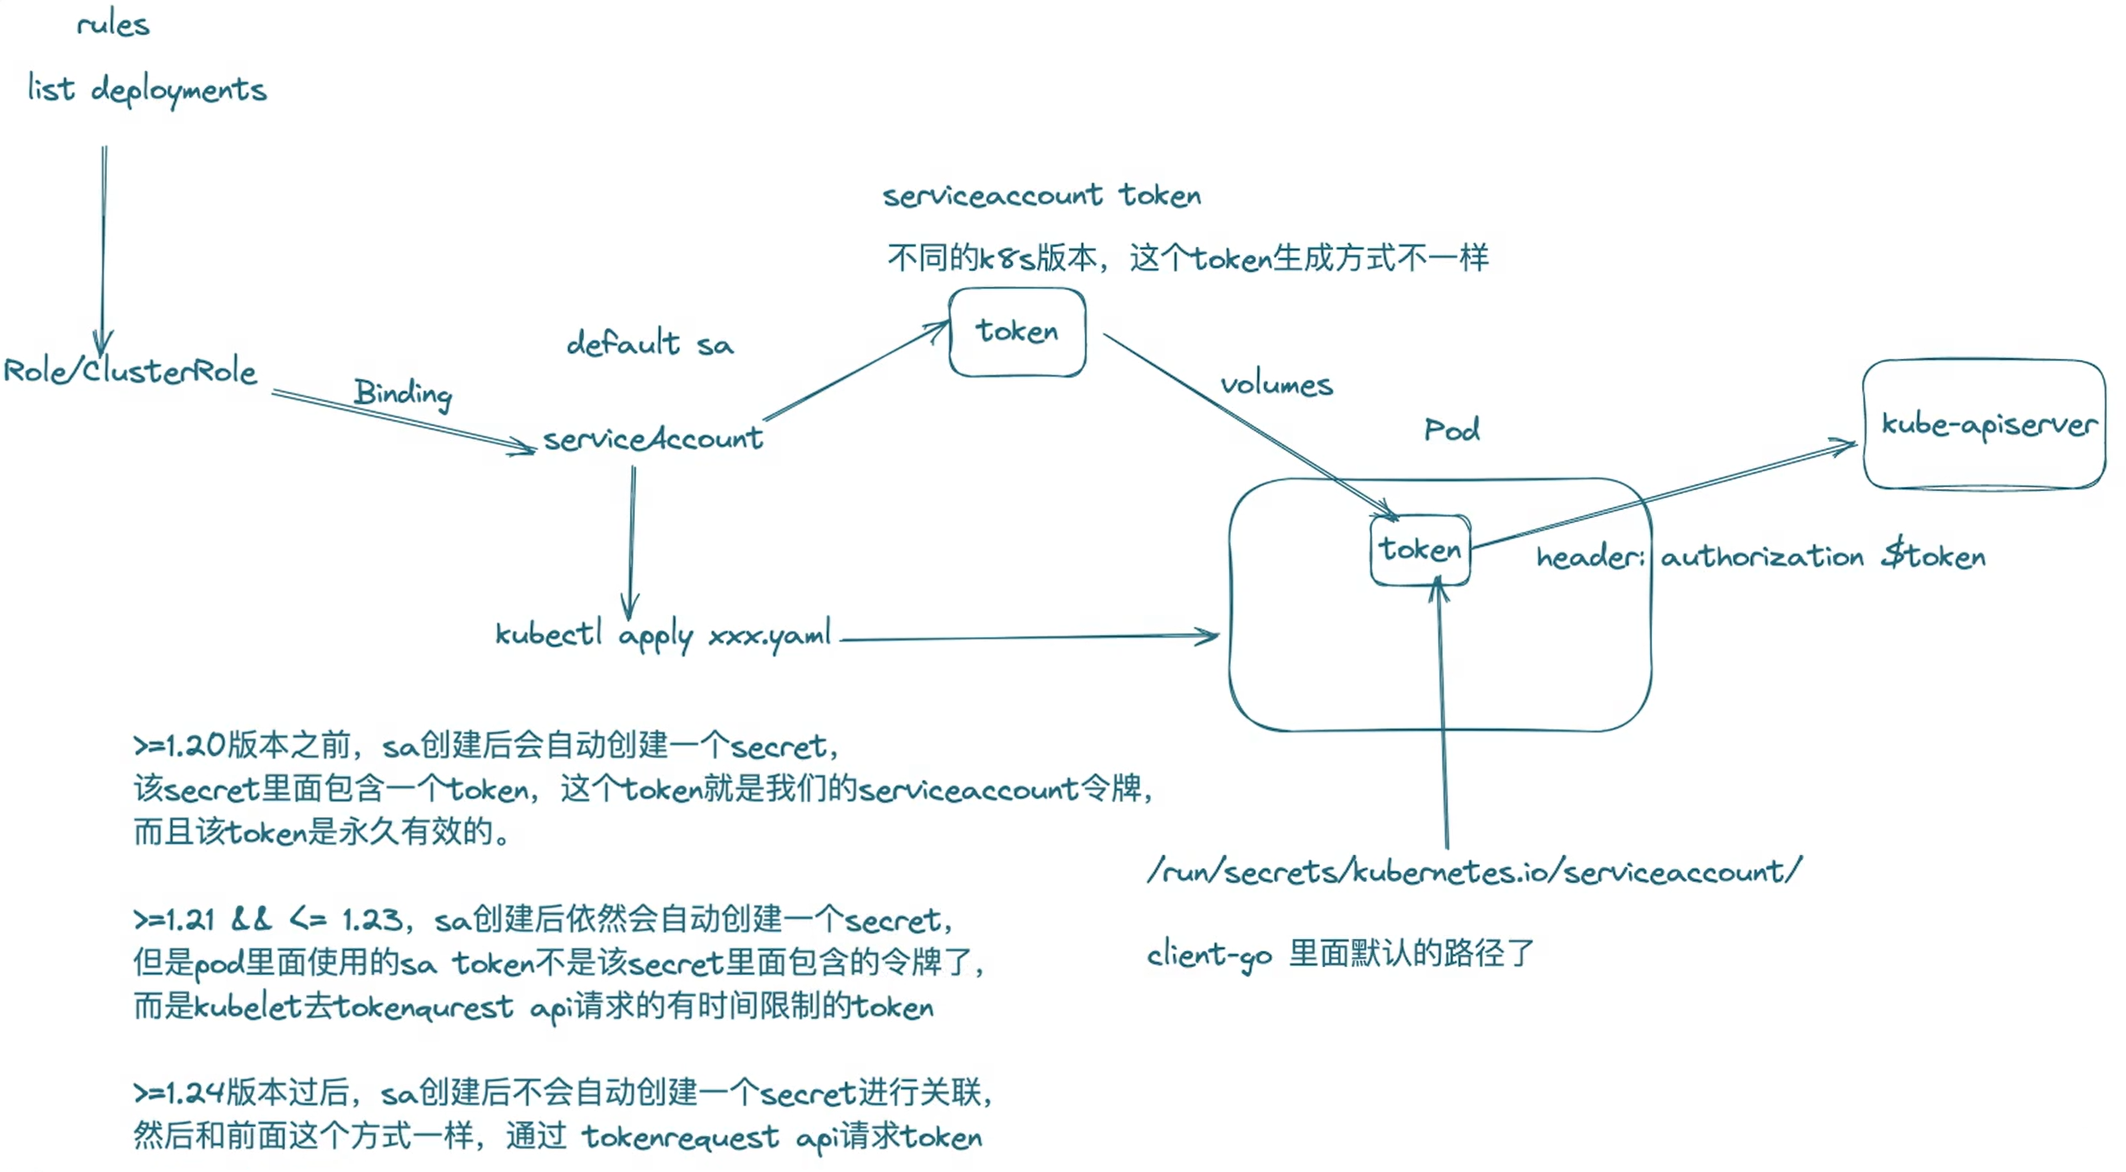 rules
list deployments
serviceaccount token
不同的k8s版本，这个token生成方式不一样
token
default sa
Role/ClusterRole
Binding
volumes
serviceAccount
Pod
kube-apiserver
token
header: authorization $token
kubectl apply xxx.yaml
>=1.20版本之前，sa创建后会自动创建一个secret，
该secret里面包含一个token，这个token就是我们的serviceaccount令牌，
而且该token是永久有效的。
/run/secrets/kubernetes.io/serviceaccount/
client-go 里面默认的路径了
>=1.21 && <= 1.23，sa创建后依然会自动创建一个secret，
但是pod里面使用的sa token不是该secret里面包含的令牌了，
而是kubelet去tokenqurest api请求的有时间限制的token
>=1.24版本过后，sa创建后不会自动创建一个secret进行关联，
然后和前面这个方式一样，通过 tokenrequest api请求token